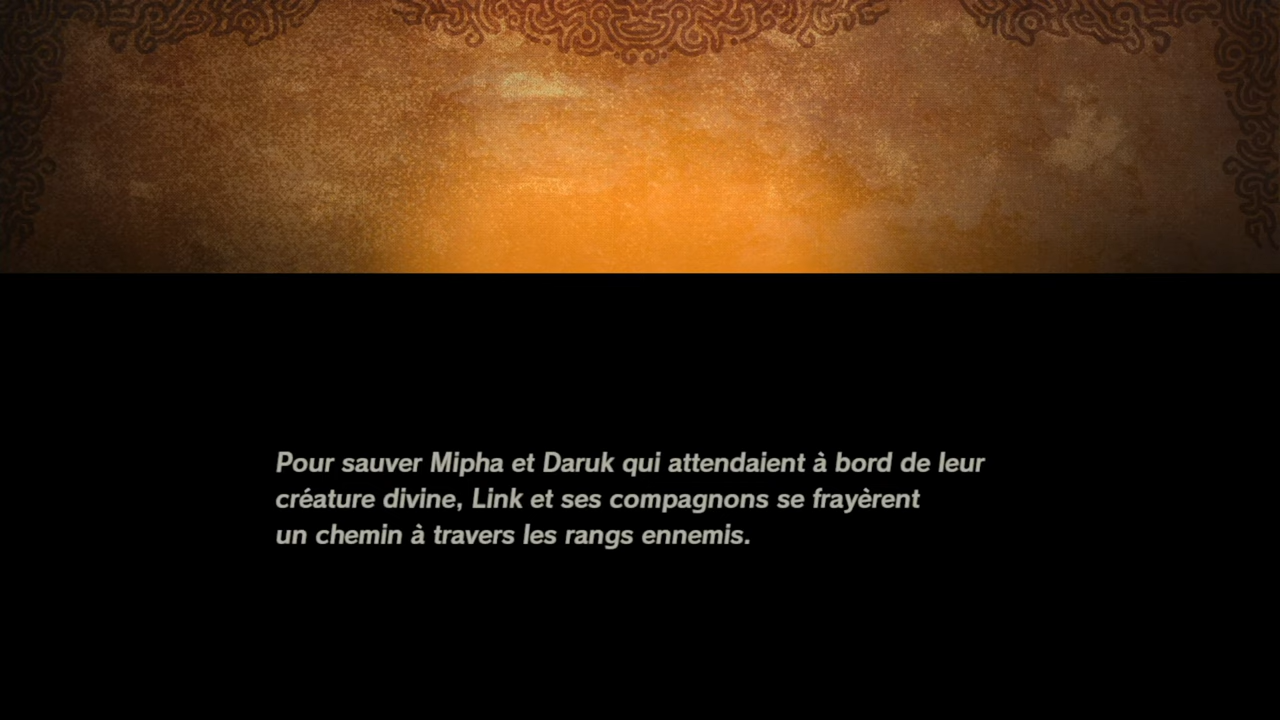 Pour sauver Mipha et Daruk qui attendaient à bord de leur
créature divine, Link et ses compagnons se frayèrent
un chemin à travers les rangs ennemis.